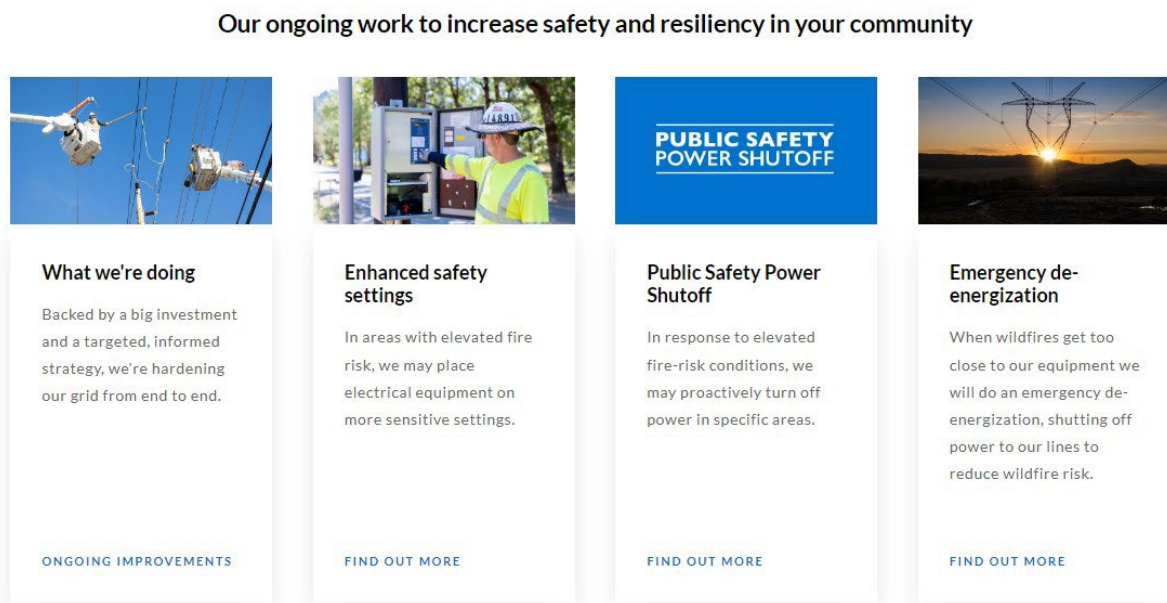 Our ongoing work to increase safety and resiliency in your community
PUBLIC SAFETY
POWER SHUTOFF
What we're doing
Backed by a big investment
and a targeted, informed
strategy, we're hardening
our grid from end to end.
ONGOING IMPROVEMENTS
Enhanced safety
settings
In areas with elevated fire
risk, we may place
electrical equipment on
more sensitive settings.
FIND OUT MORE
Public Safety Power
Shutoff
In response to elevated
fire-risk conditions, we
may proactively turn off
power in specific areas.
FIND OUT MORE
Emergency de-
energization
When wildfires get too
close to our equipment we
will do an emergency de-
energization, shutting off
power to our lines to
reduce wildfire risk.
FIND OUT MORE